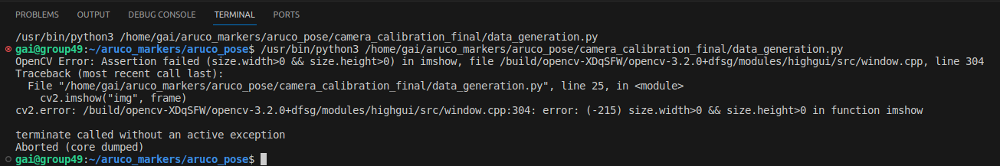 PROBLEMS OUTPUT DEBUG CONSOLE TERMINAL PORTS
/usr/bin/python3 /home/gai/aruco_markers/aruco_pose/camera_calibration_final/data_generation.py
gai@group49:~/aruco_markers/aruco_pose$ /usr/bin/python3 /home/gai/aruco_markers/aruco_pose/camera_calibration_final/data_generation.py
OpenCV Error: Assertion failed (size.width>0 && size.height>0) in imshow, file /build/opencv-XDqSFW/opencv-3.2.0+dfsg/modules/highgui/src/window.cpp, line 304
Traceback (most recent call last):
  File "/home/gai/aruco_markers/aruco_pose/camera_calibration_final/data_generation.py", line 25, in <module>
    cv2.imshow("img", frame)
cv2.error: /build/opencv-XDqSFW/opencv-3.2.0+dfsg/modules/highgui/src/window.cpp:304: error: (-215) size.width>0 && size.height>0 in function imshow

terminate called without an active exception
Aborted (core dumped)
gai@group49:~/aruco_markers/aruco_pose$